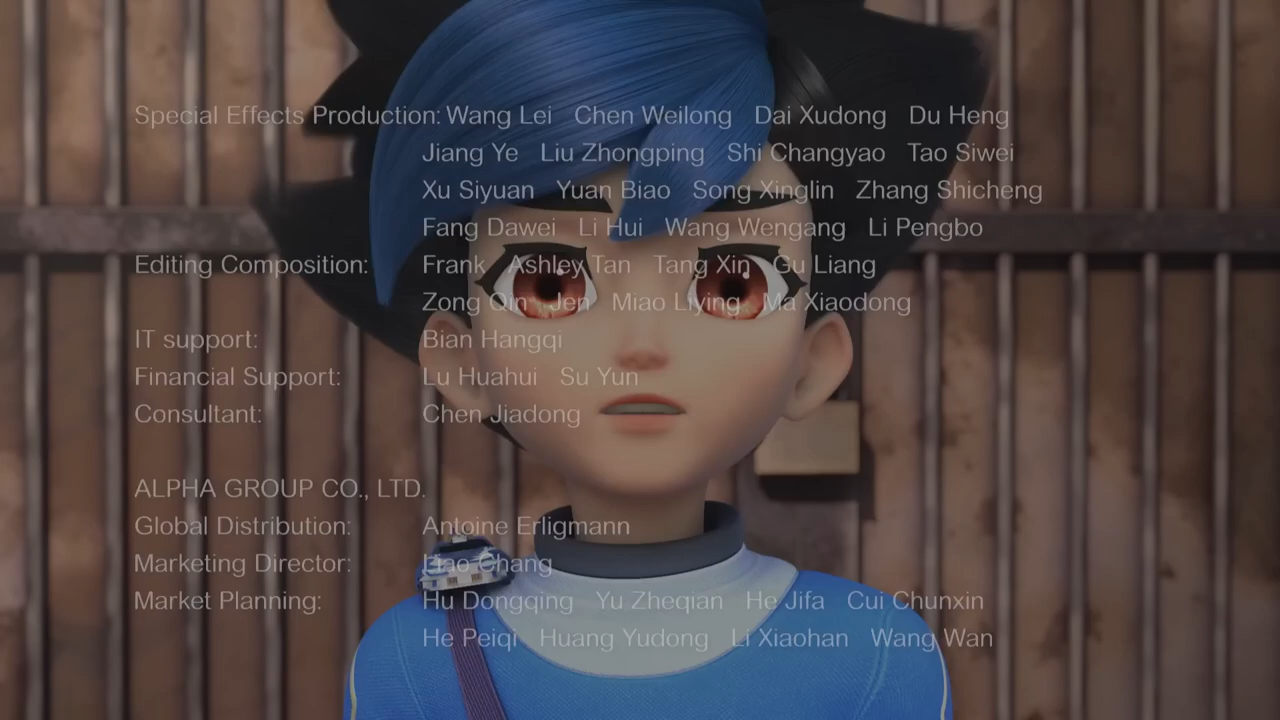 Special Effects Production: Wang Lei Chen Weilong Dai Xudong Du Heng
Jiang Ye Liu Zhongping Shi Changyao Tao Siwei
Xu Siyuan Yuan Biao Song Xinglin Zhang Shicheng
Fang Dawei Li Hui Wang Wengang Li Pengbo
Editing Composition: Frank Ashley Tan Tang Xin Gu Liang
Zong Qin Jen Miao Liying Ma Xiaodong
IT support: Bian Hangqi
Financial Support: Lu Huahui Su Yun
Consultant: Chen Jiadong
ALPHA GROUP CO., LTD.
Global Distribution: Antoine Erligmann
Marketing Director: Liao Chang
Market Planning: Hu Dongqing Yu Zheqian He Jifa Cui Chunxin
He Peiqi Huang Yudong Li Xiaohan Wang Wan